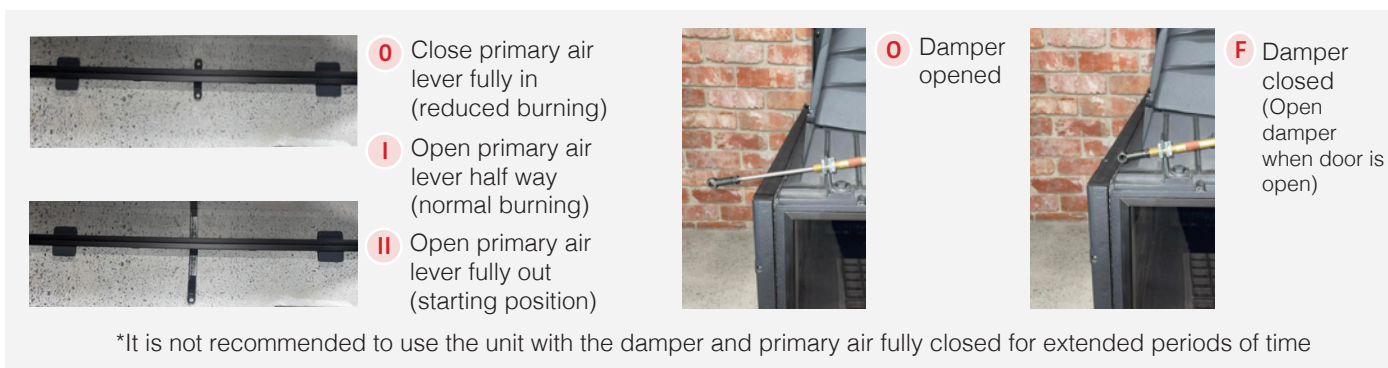 0 Close primary air
lever fully in
(reduced burning)
I Open primary air
lever half way
(normal burning)
II Open primary air
lever fully out
(starting position)
O Damper
opened
F Damper
closed
(Open
damper
when door is
open)
*It is not recommended to use the unit with the damper and primary air fully closed for extended periods of time